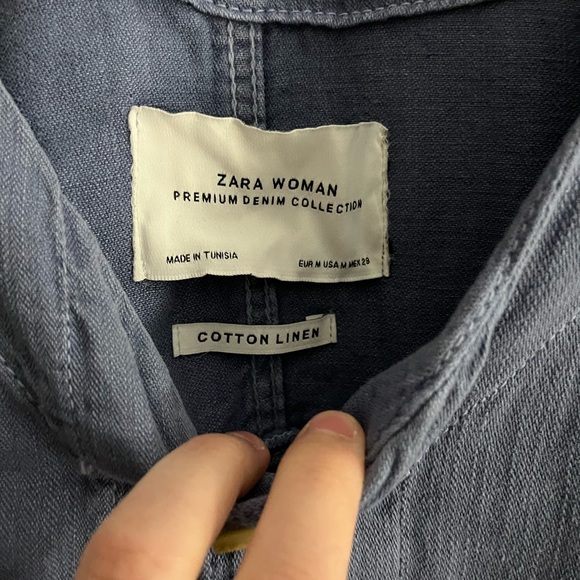 ZARA WOMAN
PREMIUM DENIM COLLECTION
MADE IN TUNISIA
EUR M USA M MEX 28
COTTON LINEN